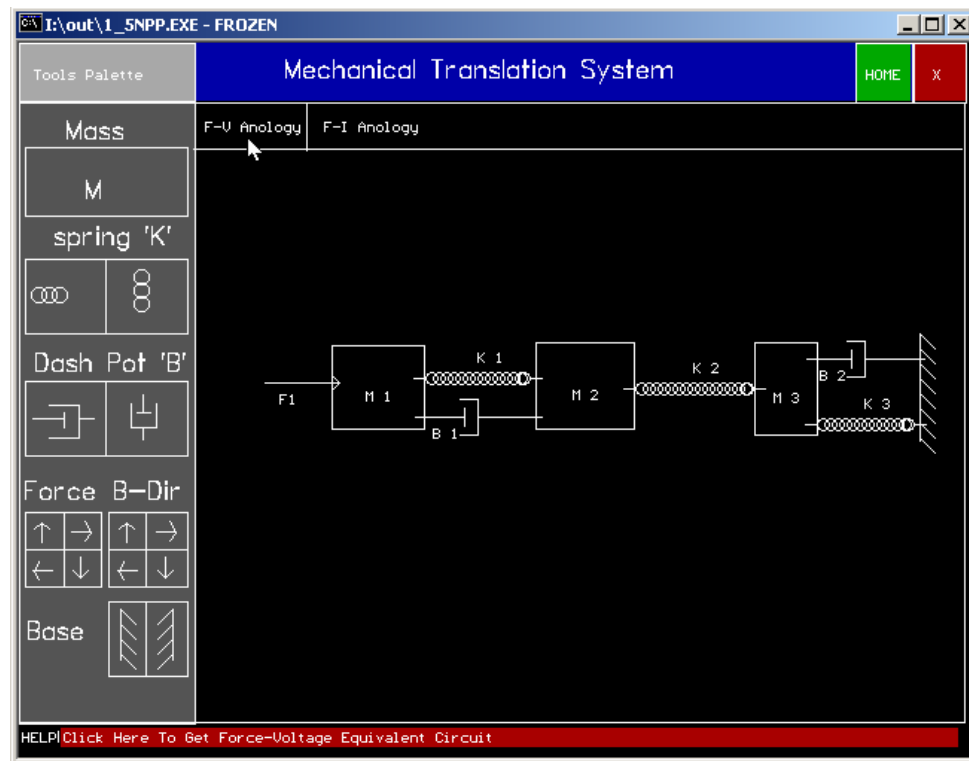 I:\out\1_5NPP.EXE - FROZEN
Tools Palette
Mechanical Translation System
HOME
X
Mass
F-V Anology
F-I Anology
M
spring 'K'
Dash Pot 'B'
K 1
K 2
B 2
F1
M 1
M 2
M 3
K 3
B 1
Force B-Dir
Base
HELP Click Here To Get Force-Voltage Equivalent Circuit